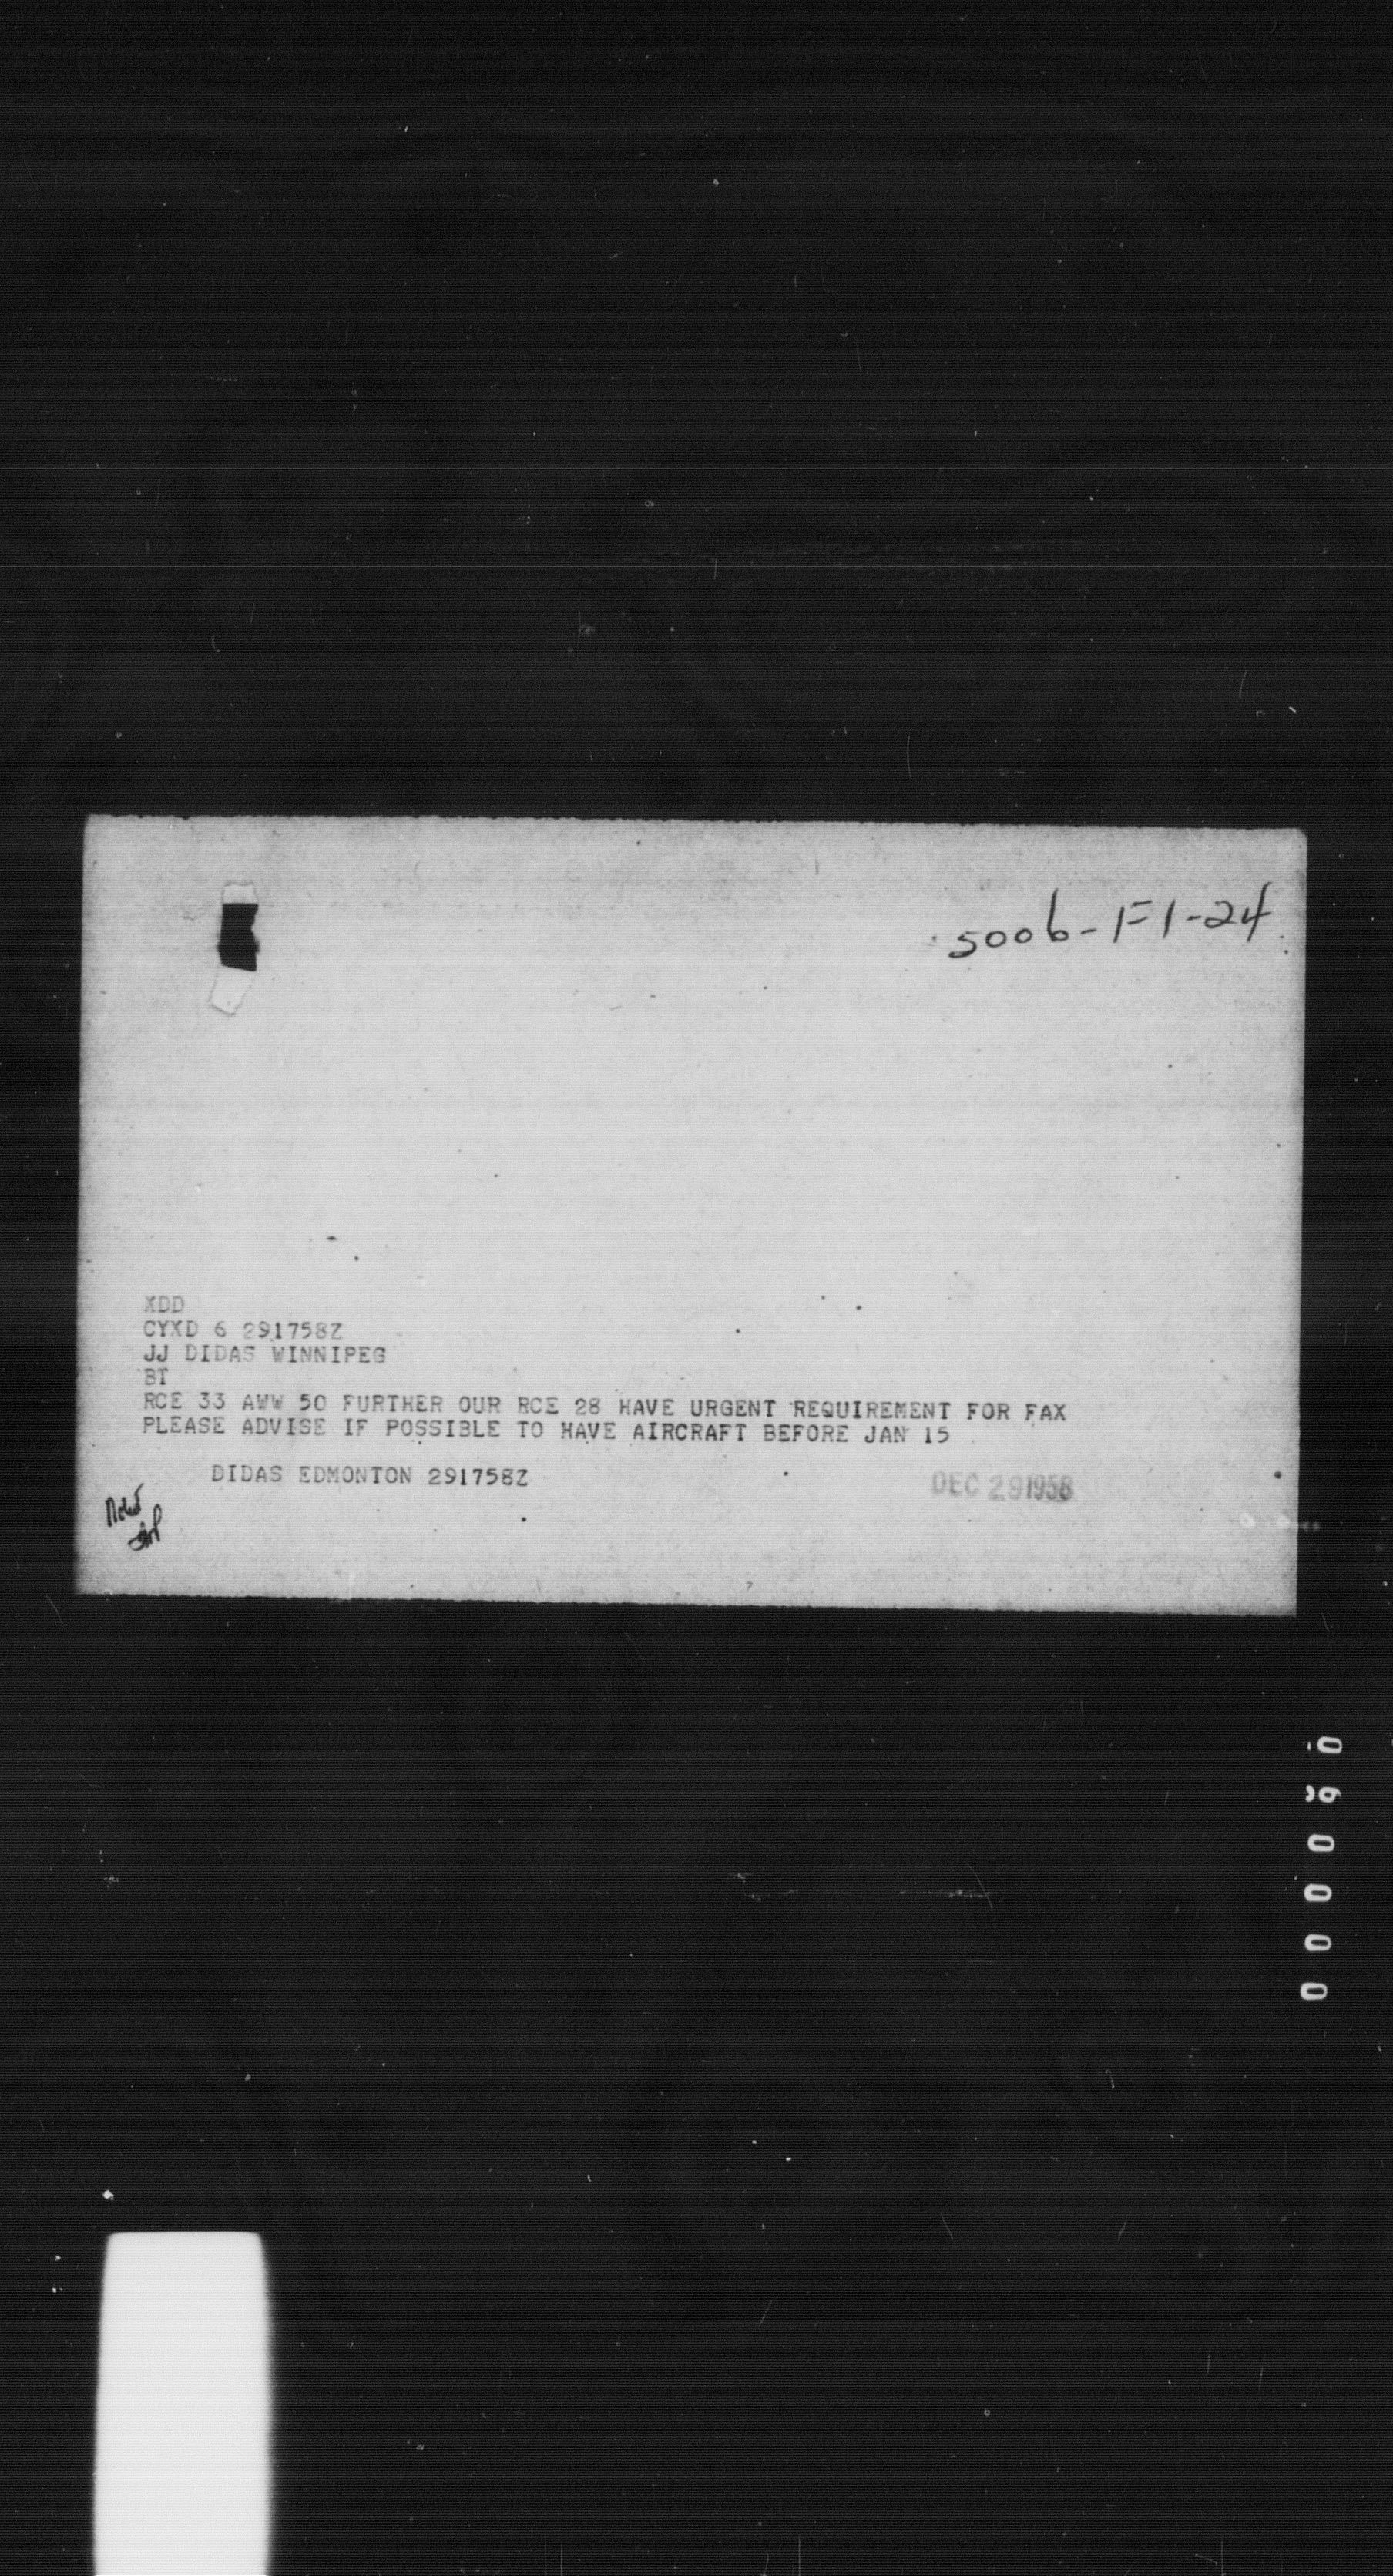 5006-F1-24
XDD
CYXD 6 291758Z
JJ DIDAS WINNIPEG
BT
RCE 33 AWW 50 FURTHER OUR RCE 28 HAVE URGENT REQUIREMENT FOR FAX
PLEASE ADVISE IF POSSIBLE TO HAVE AIRCRAFT BEFORE JAN 15
DIDAS EDMONTON 291758Z
DEC 29 1958